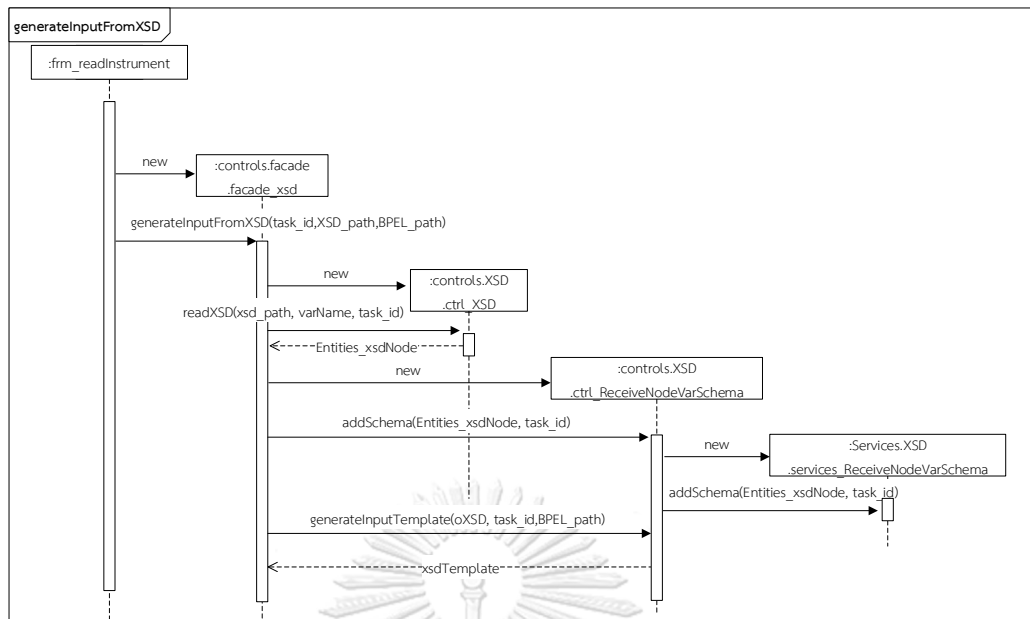 generateInputFromXSD
:frm_readInstrument
new
:controls.facade
.facade_xsd
generateInputFromXSD(task_id,XSD_path,BPEL_path)
new
:controls.XSD
.ctrl_XSD
readXSD(xsd_path, varName, task_id)
Entities_xsdNode
new
:controls.XSD
.ctrl_ReceiveNodeVarSchema
addSchema(Entities_xsdNode, task_id)
new
:Services.XSD
.services_ReceiveNodeVarSchema
addSchema(Entities_xsdNode, task_id)
generateInputTemplate(oXSD, task_id,BPEL_path)
xsdTemplate